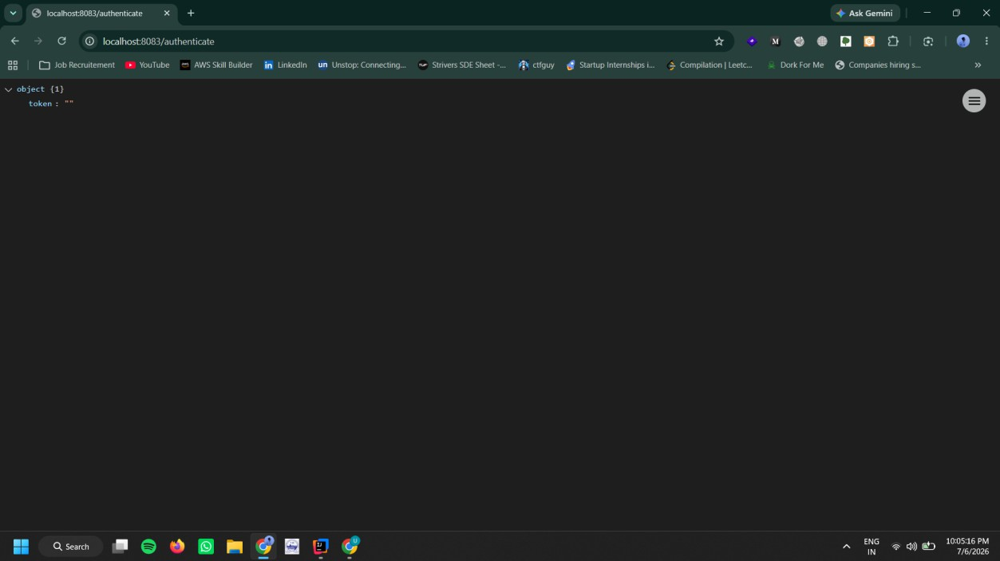 localhost:8083/authenticate
Ask Gemini
localhost:8083/authenticate
Job Recruitement
YouTube
AWS Skill Builder
LinkedIn
Unstop: Connecting...
Strivers SDE Sheet -...
ctfguy
Startup Internships i...
Compilation | Leetc...
Dork For Me
Companies hiring s...
»
object {1}
token : ""
Search
ENG
IN
10:05:16 PM
7/6/2026